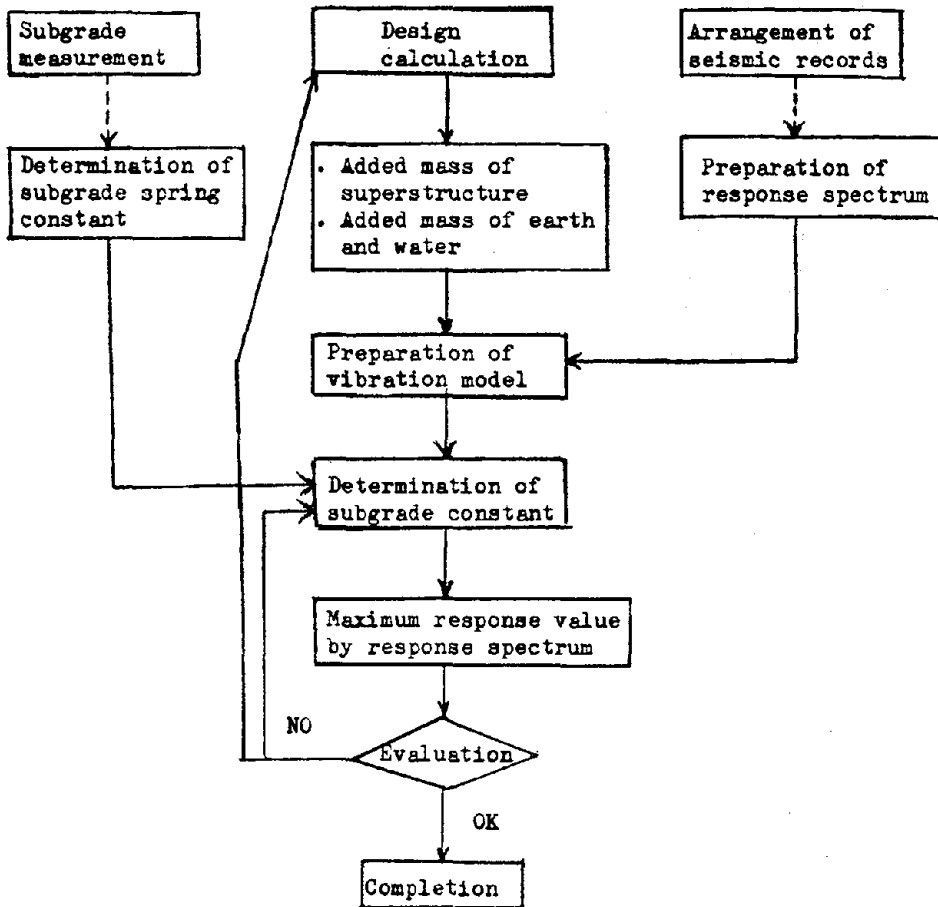 Subgrade
measurement
Design
calculation
Arrangement of
seismic records
Determination of
subgrade spring
constant
. Added mass of
superstructure
. Added mass of earth
and water
Preparation of
response spectrum
Preparation of
vibration model
Determination of
subgrade constant
Maximum response value
by response spectrum
NO
Evaluation
OK
Completion